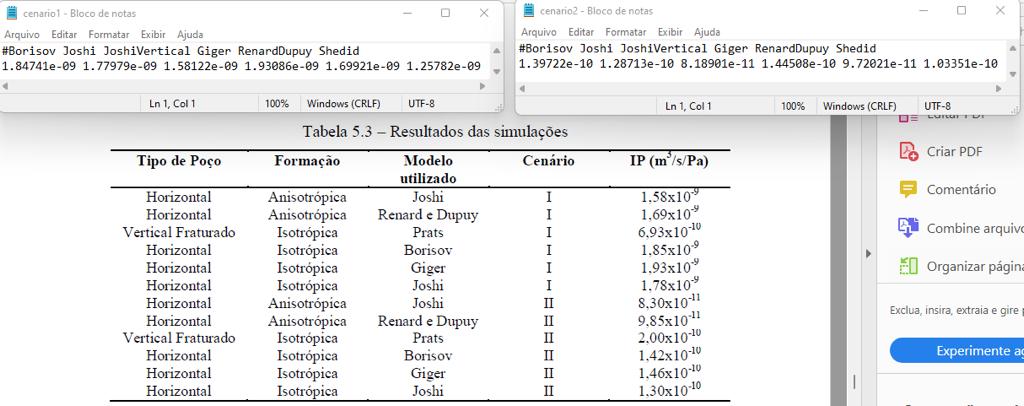 cenario1 - Bloco de notas
Arquivo Editar Formatar Exibir Ajuda
#Borisov Joshi JoshiVertical Giger RenardDupuy Shedid
1.84741e-09 1.77979e-09 1.58122e-09 1.93086e-09 1.69921e-09 1.25782e-09
Ln 1, Col 1 100% Windows (CRLF) UTF-8
cenario2 - Bloco de notas
Arquivo Editar Formatar Exibir Ajuda
#Borisov Joshi JoshiVertical Giger RenardDupuy Shedid
1.39722e-10 1.28713e-10 8.18901e-11 1.44508e-10 9.72021e-11 1.03351e-10
Ln 1, Col 1 100% Windows (CRLF) UTF-8
Tabela 5.3 – Resultados das simulações
Tipo de Poço Formação Modelo utilizado Cenário IP (m³/s/Pa)
Horizontal Anisotrópica Joshi I 1,58x10⁻⁹
Horizontal Anisotrópica Renard e Dupuy I 1,69x10⁻⁹
Vertical Fraturado Isotrópica Prats I 6,93x10⁻¹⁰
Horizontal Isotrópica Borisov I 1,85x10⁻⁹
Horizontal Isotrópica Giger I 1,93x10⁻⁹
Horizontal Isotrópica Joshi I 1,78x10⁻⁹
Horizontal Anisotrópica Joshi II 8,30x10⁻¹¹
Horizontal Anisotrópica Renard e Dupuy II 9,85x10⁻¹¹
Vertical Fraturado Isotrópica Prats II 2,00x10⁻¹⁰
Horizontal Isotrópica Borisov II 1,42x10⁻¹⁰
Horizontal Isotrópica Giger II 1,46x10⁻¹⁰
Horizontal Isotrópica Joshi II 1,30x10⁻¹⁰
Editar PDF
Criar PDF
Comentário
Combine arquivo
Organizar página
Exclua, insira, extraia e gire p
Experimente ag